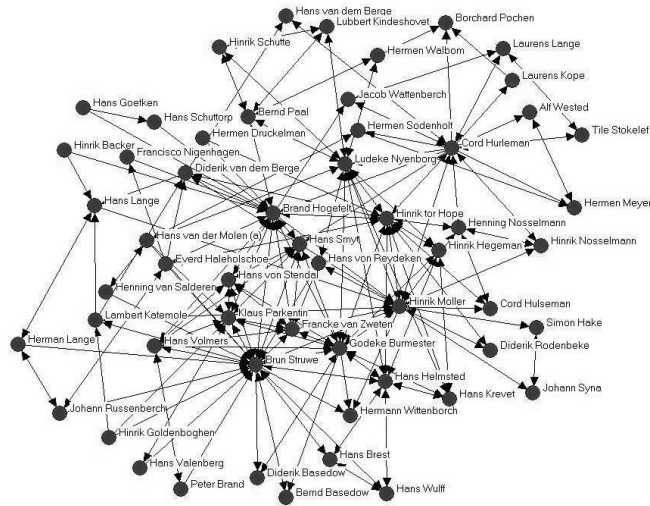 Hans van dem Berge
Lubbert Kindeshovet
Borchard Pochen
Hinrik Schutte
Hermen Walbom
Laurens Lange
Laurens Kope
Hans Goetken
Jacob Wattenberch
Hans Schuttorp
Bernd Paal
Alf Wested
Hermen Druckelman
Hermen Sodenholt
Tile Stokelef
Hinrik Backer
Francisco Nigenhagen
Cord Hurleman
Diderik van dem Berge
Ludeke Nyenborg
Hans Lange
Hermen Meyer
Brand Hogefelt
Hinrik tor Hope
Henning Nosselmann
Hans van der Molen (a)
Hans Smyt
Hinrik Hegeman
Hinrik Nosselmann
Everd Haleholschoe
Hans von Reydeken
Hans von Stendal
Henning van Salderen
Hinrik Moller
Cord Hulseman
Lambert Katemole
Klaus Parkentin
Francke van Zweten
Simon Hake
Herman Lange
Hans Volmers
Godeke Burmester
Diderik Rodenbeke
Brun Struwe
Hans Helmsted
Hans Krevet
Johann Syna
Johann Russenberch
Hermann Wittenborch
Hinrik Goldenboghen
Hans Brest
Hans Valenberg
Diderik Basedow
Peter Brand
Bernd Basedow
Hans Wulff